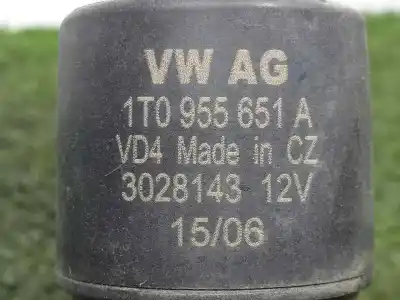 VW AG
1T0 955 651 A
VD4 Made in CZ
3028143 12V
15/06